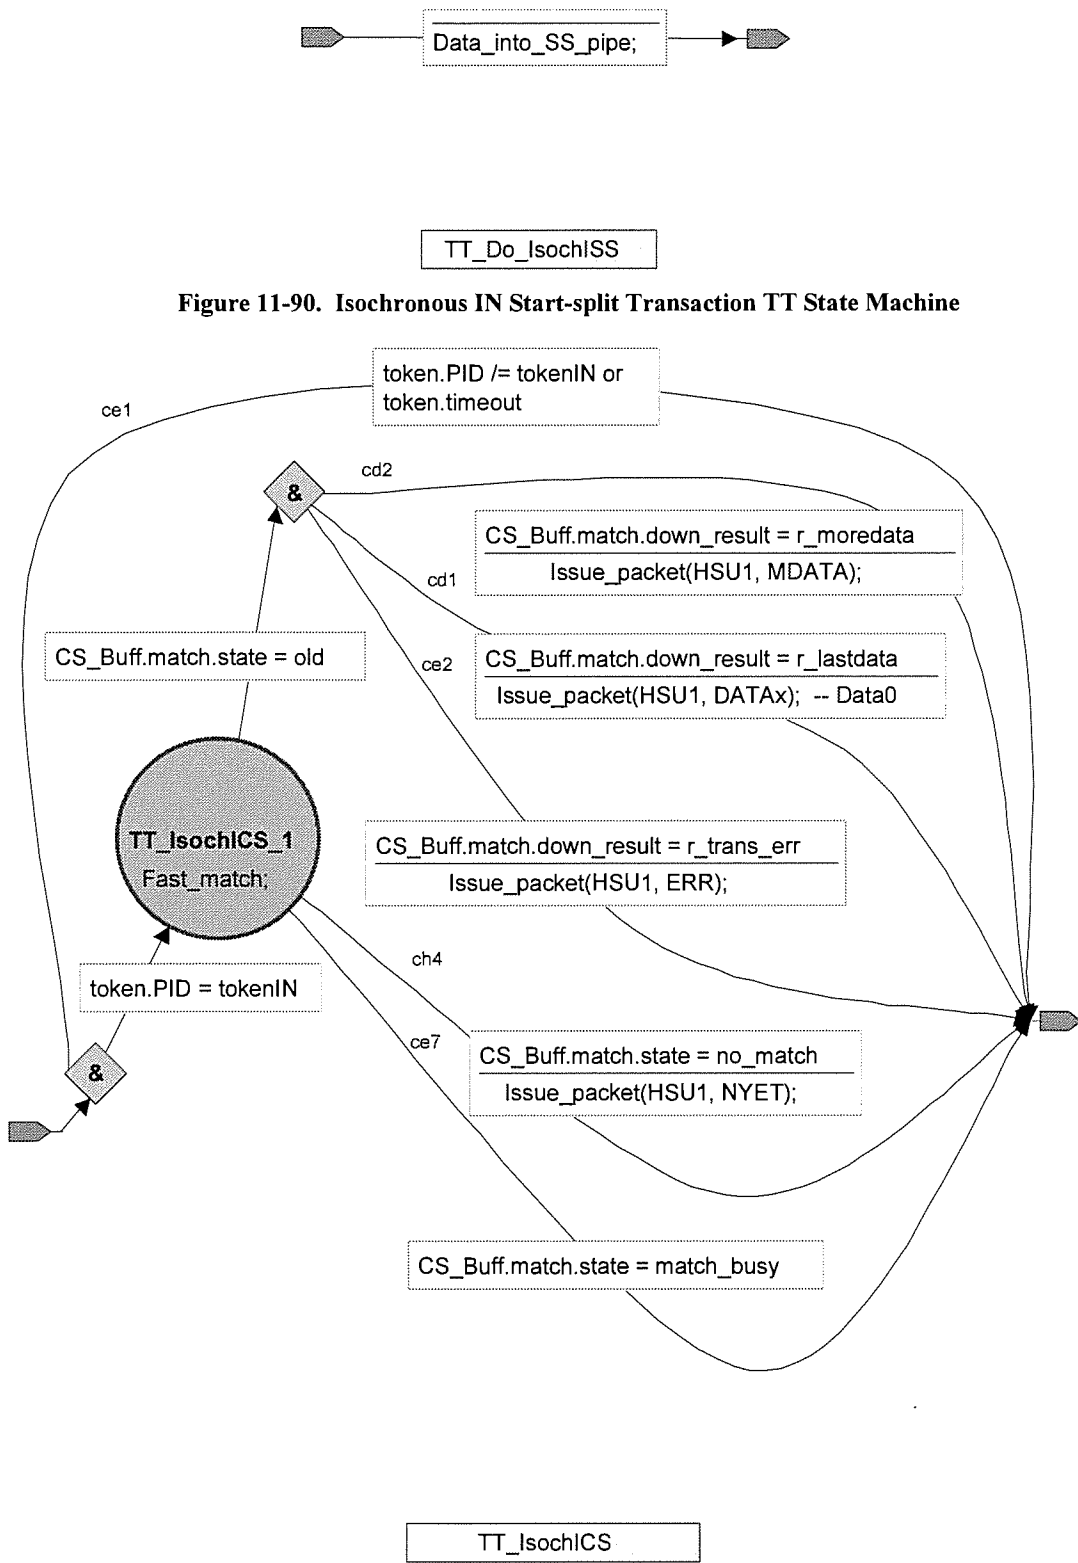 Data_into_SS_pipe;
TT_Do_IsochISS
Figure 11-90. Isochronous IN Start-split Transaction TT State Machine
token.PID /= tokenIN or
token.timeout
ce1
cd2
&
CS_Buff.match.down_result = r_moredata
Issue_packet(HSU1, MDATA);
cd1
CS_Buff.match.state = old
ce2
CS_Buff.match.down_result = r_lastdata
Issue_packet(HSU1, DATAx); -- Data0
TT_IsochICS_1
Fast_match;
CS_Buff.match.down_result = r_trans_err
Issue_packet(HSU1, ERR);
ch4
token.PID = tokenIN
ce7
CS_Buff.match.state = no_match
Issue_packet(HSU1, NYET);
&
CS_Buff.match.state = match_busy
TT_IsochICS